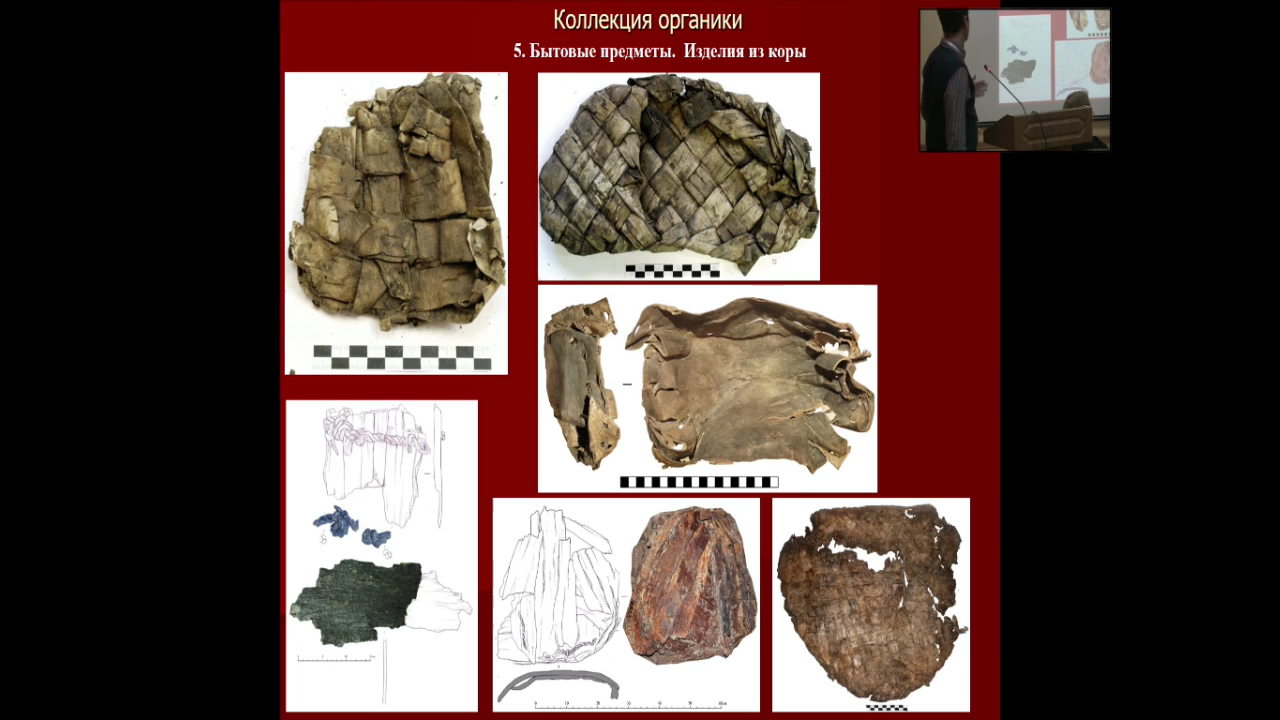 Коллекция органики
5. Бытовые предметы. Изделия из коры